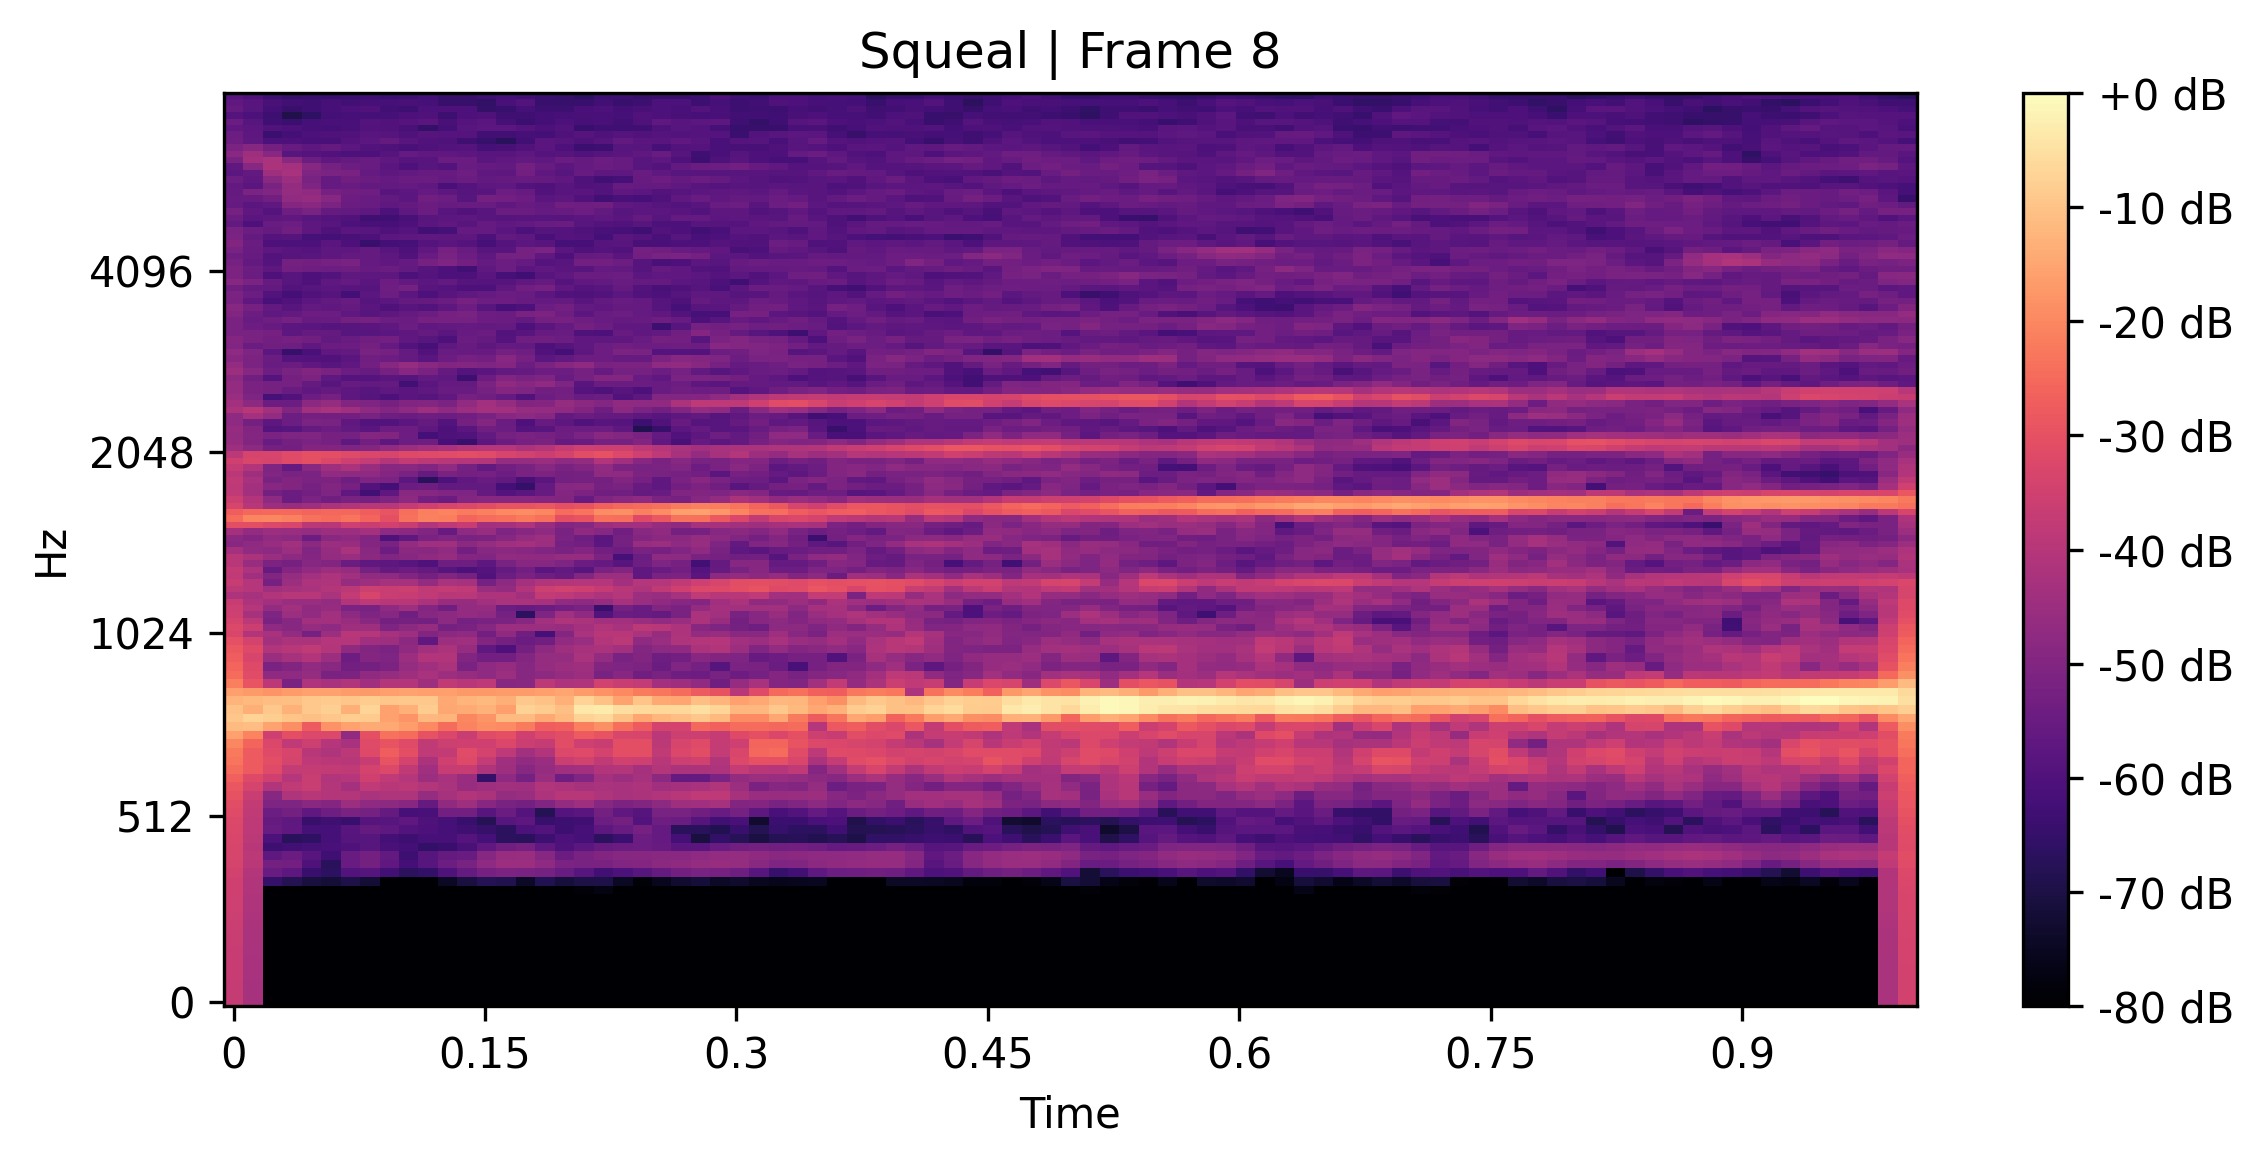 Squeal | Frame 8
+0 dB
-10 dB
-20 dB
-30 dB
-40 dB
-50 dB
-60 dB
-70 dB
-80 dB
Hz
4096
2048
1024
512
0
0 0.15 0.3 0.45 0.6 0.75 0.9
Time